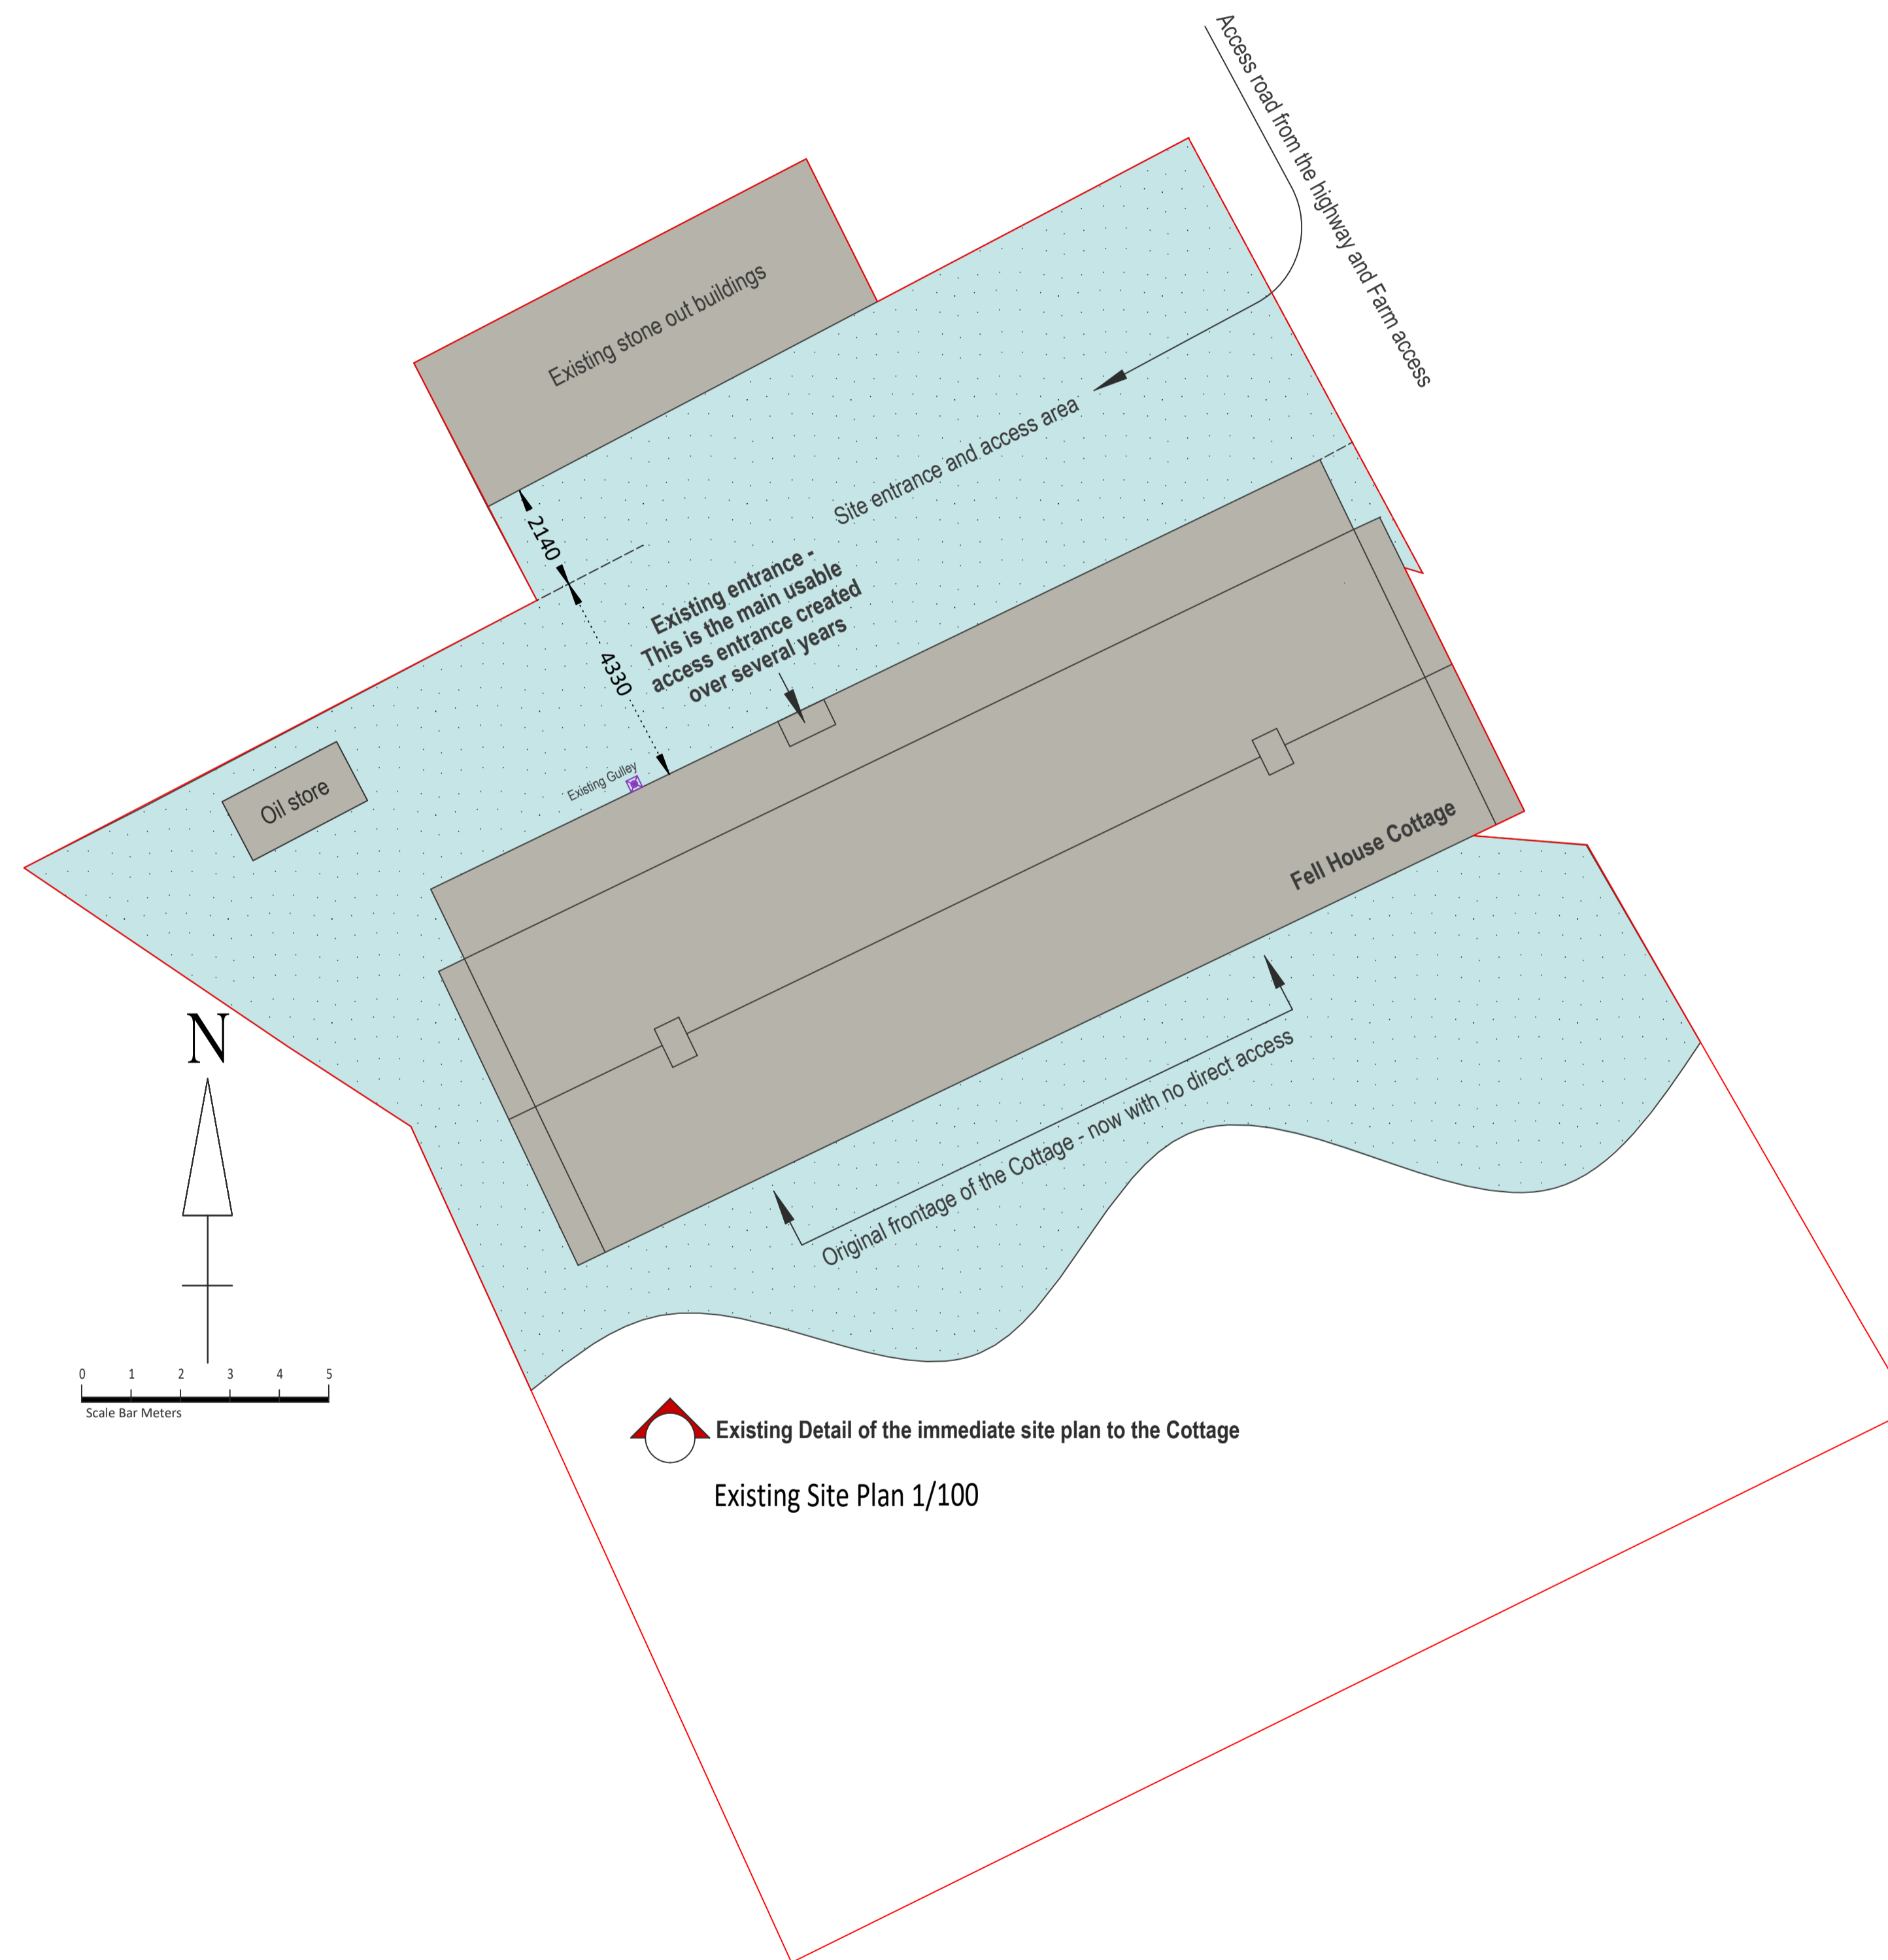 Access road from the highway and Farm access
Existing stone out buildings
Site entrance and access area
2140
Existing entrance -
This is the main usable
access entrance created
over several years
4330
Existing Gulley
Oil store
Fell House Cottage
N
Original frontage of the Cottage - now with no direct access
0 1 2 3 4 5
Scale Bar Meters
Existing Detail of the immediate site plan to the Cottage
Existing Site Plan 1/100